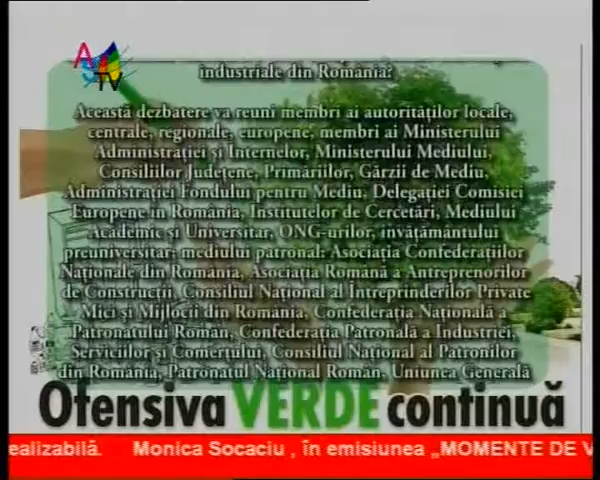 AS
TV
industriale din România?
Această dezbatere va reuni membri ai autorităților locale,
centrale, regionale, europene, membri ai Ministerului
Administrației și Internelor, Ministerului Mediului,
Consiliilor Județene, Primăriilor, Gărzii de Mediu,
Administrației Fondului pentru Mediu, Delegației Comisiei
Europene în România, Institutelor de Cercetări, Mediului
Academic și Universitar, ONG-urilor, învățământului
preuniversitar; mediului patronal: Asociația Confederațiilor
Naționale din România, Asociația Română a Antreprenorilor
de Construcții, Consiliul Național al Întreprinderilor Private
Mici și Mijlocii din România, Confederația Națională a
Patronatului Român, Confederația Patronală a Industriei,
Serviciilor și Comerțului, Consiliul Național al Patronilor
din România, Patronatul Național Român, Uniunea Generală
Ofensiva VERDE continuă
ealizabilă. Monica Socaciu , în emisiunea „MOMENTE DE V